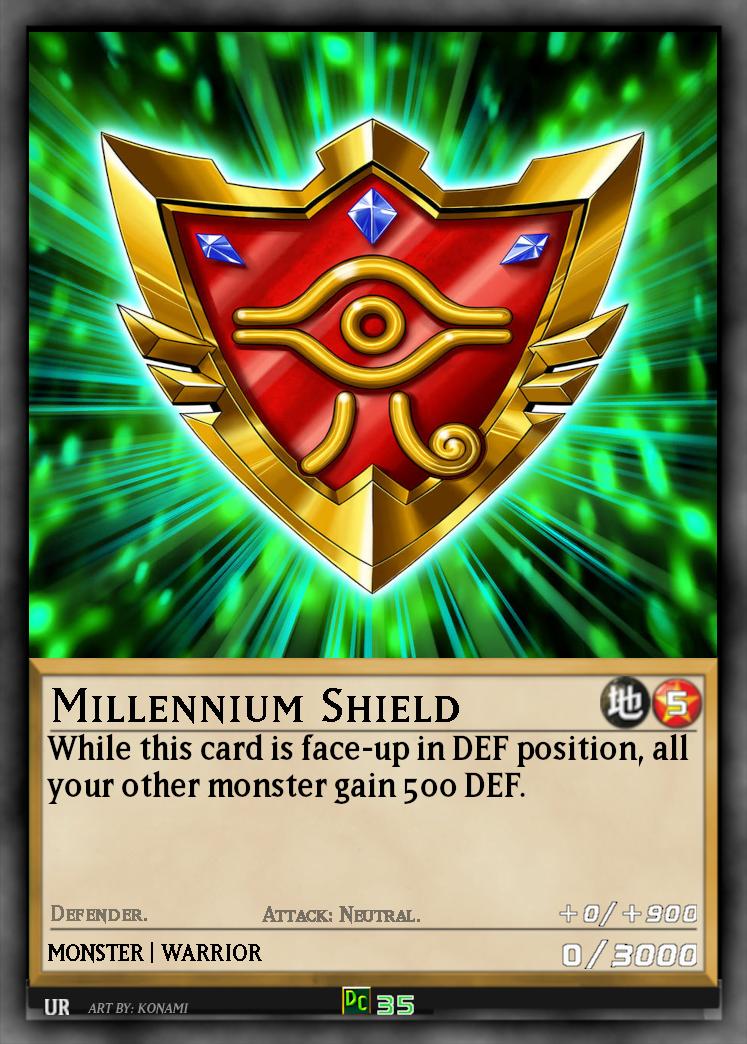 Millennium Shield 地 5
While this card is face-up in DEF position, all
your other monster gain 500 DEF.
Defender. Attack: Neutral. +0/+900
MONSTER | WARRIOR 0/3000
UR ART BY: KONAMI DC 35